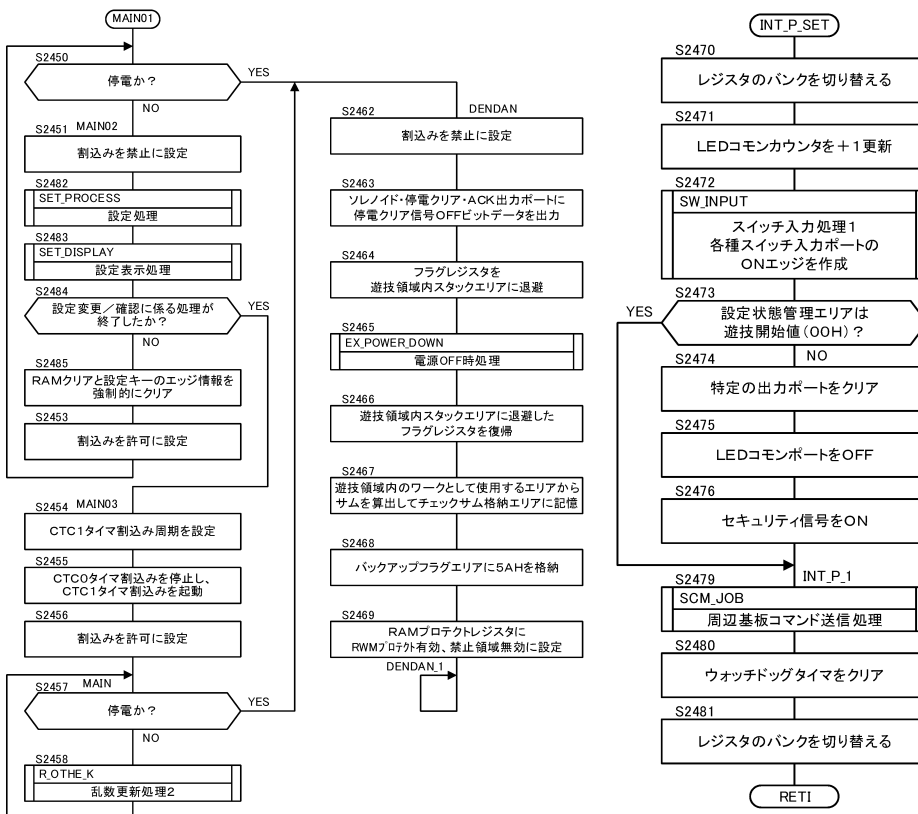 MAIN01
S2450
停電か？
YES
NO
S2451
MAIN02
割込みを禁止に設定
S2482
SET_PROCESS
設定処理
S2483
SET_DISPLAY
設定表示処理
S2484
設定変更／確認に係る処理が
終了したか？
YES
NO
S2485
RAMクリアと設定キーのエッジ情報を
強制的にクリア
S2453
割込みを許可に設定
S2454
MAIN03
CTC1タイマ割込み周期を設定
S2455
CTC0タイマ割込みを停止し、
CTC1タイマ割込みを起動
S2456
割込みを許可に設定
S2457
MAIN
停電か？
YES
NO
S2458
R_OTHE_K
乱数更新処理2
S2462
DENDAN
割込みを禁止に設定
S2463
ソレノイド・停電クリア・ACK出力ポートに
停電クリア信号OFFビットデータを出力
S2464
フラグレジスタを
遊技領域内スタックエリアに退避
S2465
EX_POWER_DOWN
電源OFF時処理
S2466
遊技領域内スタックエリアに退避した
フラグレジスタを復帰
S2467
遊技領域内のワークとして使用するエリアから
サムを算出してチェックサム格納エリアに記憶
S2468
バックアップフラグエリアに5AHを格納
S2469
RAMプロテクトレジスタに
RWMプロテクト有効、禁止領域無効に設定
DENDAN_1
INT_P_SET
S2470
レジスタのバンクを切り替える
S2471
LEDコモンカウンタを＋1更新
S2472
SW_INPUT
スイッチ入力処理1
各種スイッチ入力ポートの
ONエッジを作成
S2473
YES
設定状態管理エリアは
遊技開始値(00H)？
NO
S2474
特定の出力ポートをクリア
S2475
LEDコモンポートをOFF
S2476
セキュリティ信号をON
S2479
INT_P_1
SCM_JOB
周辺基板コマンド送信処理
S2480
ウォッチドッグタイマをクリア
S2481
レジスタのバンクを切り替える
RETI